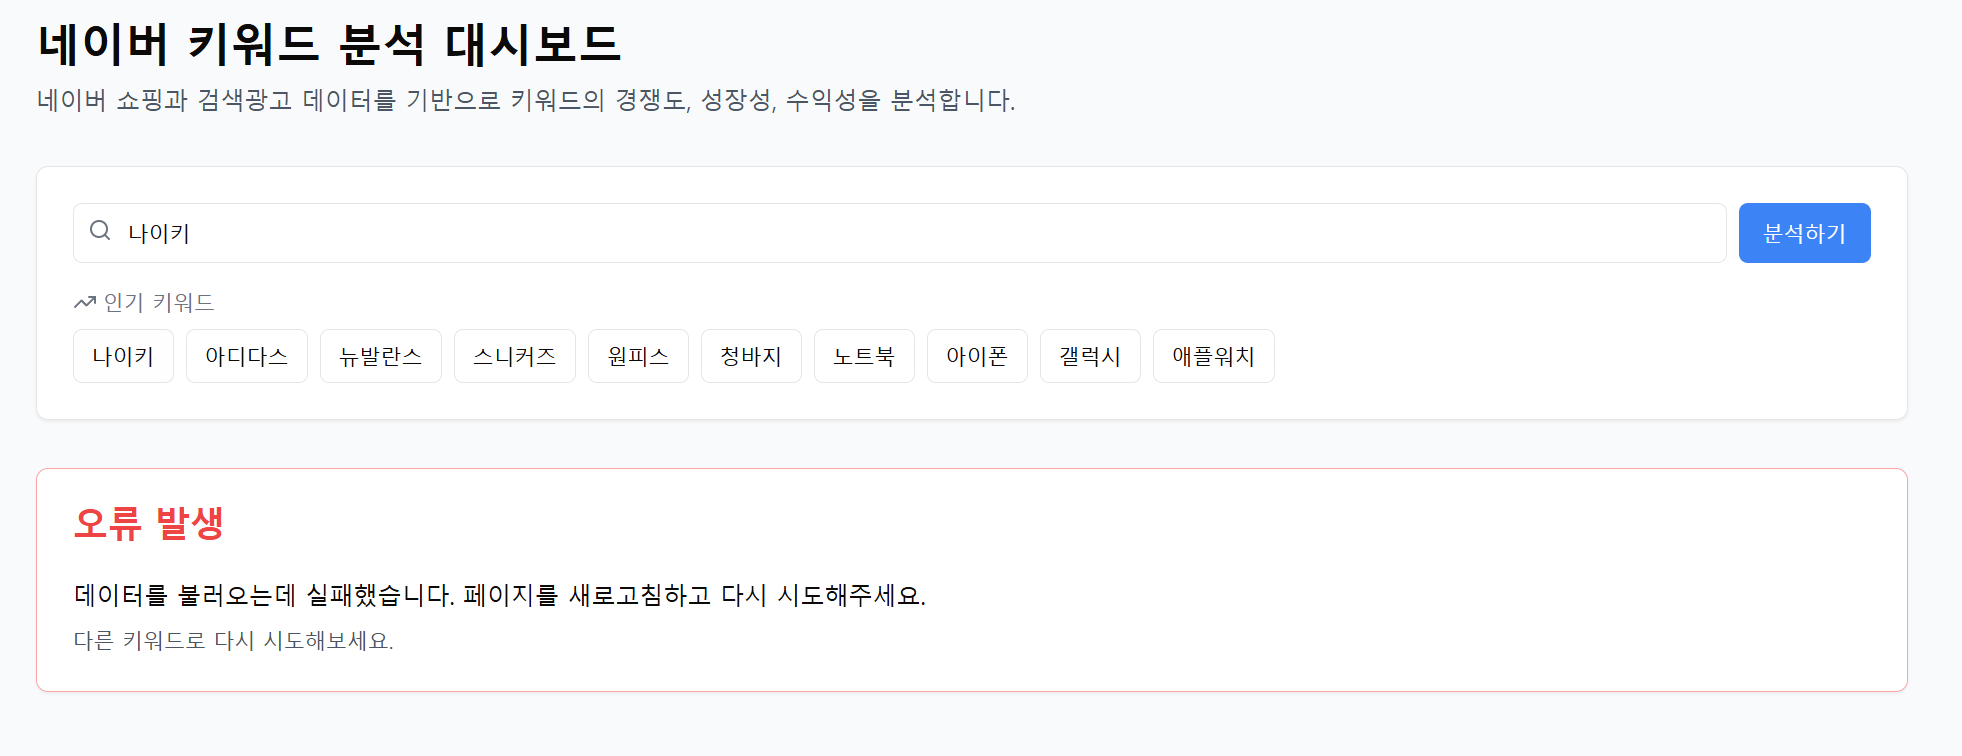 네이버 키워드 분석 대시보드
네이버 쇼핑과 검색광고 데이터를 기반으로 키워드의 경쟁도, 성장성, 수익성을 분석합니다.
나이키 분석하기
인기 키워드
나이키 아디다스 뉴발란스 스니커즈 원피스 청바지 노트북 아이폰 갤럭시 애플워치
오류 발생
데이터를 불러오는데 실패했습니다. 페이지를 새로고침하고 다시 시도해주세요.
다른 키워드로 다시 시도해보세요.